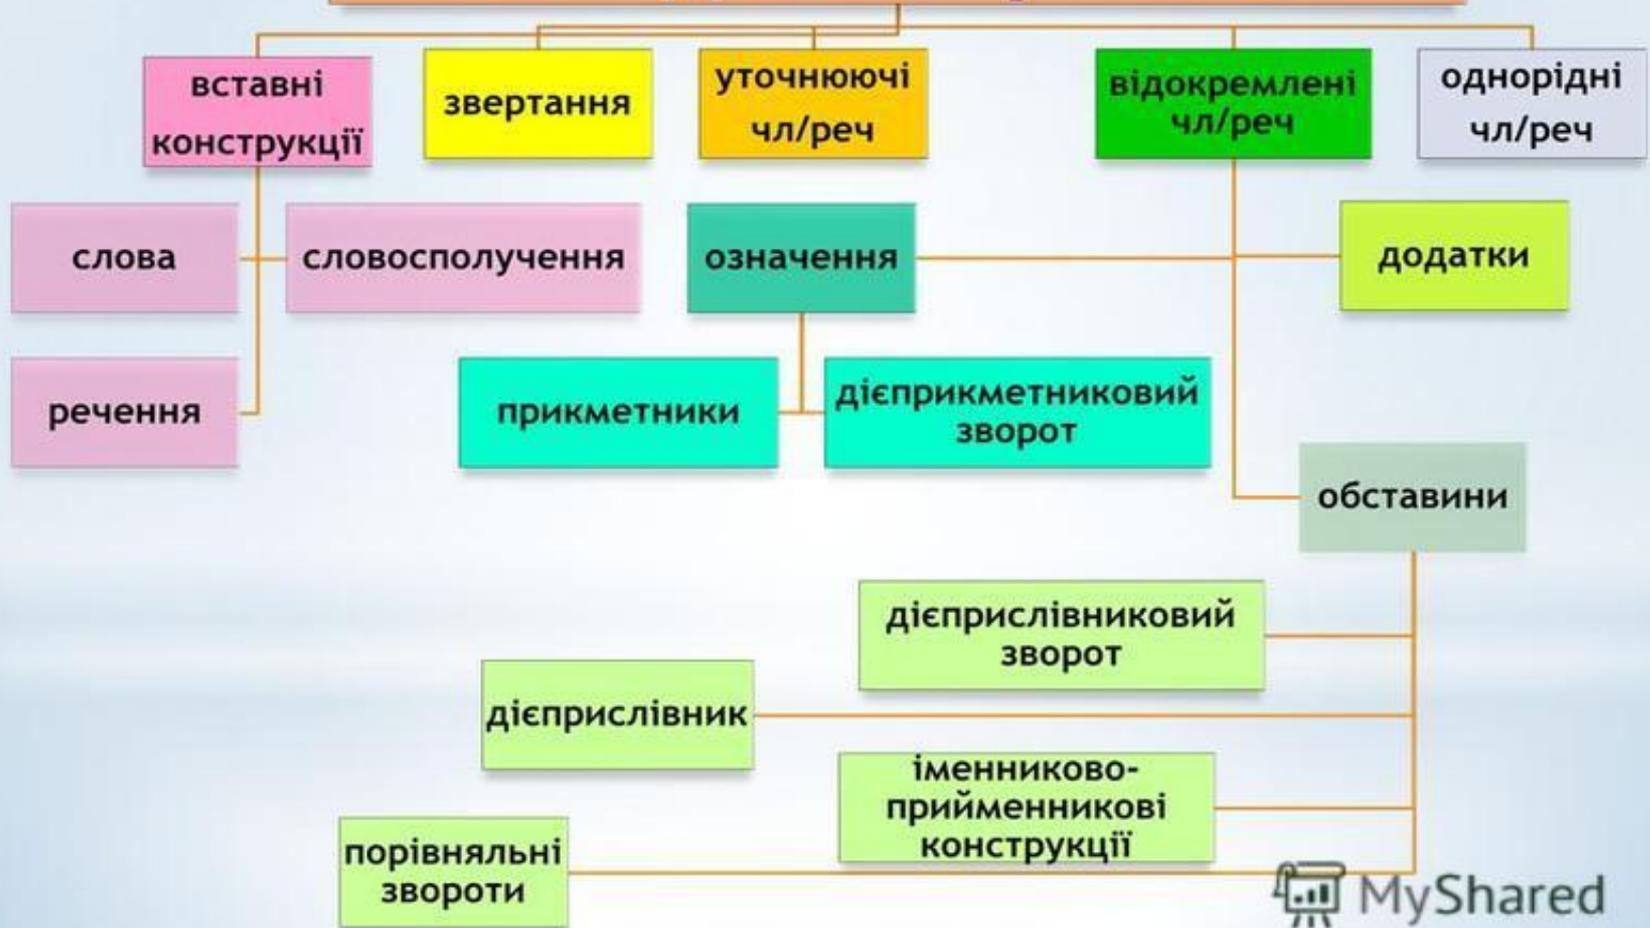 вставні
конструкції
звертання
уточнюючі
чл/реч
відокремлені
чл/реч
однорідні
чл/реч
слова
словосполучення
означення
додатки
речення
прикметники
дієприкметниковий
зворот
обставини
дієприслівниковий
зворот
дієприслівник
іменниково-
прийменникові
конструкції
порівняльні
звороти
MyShared